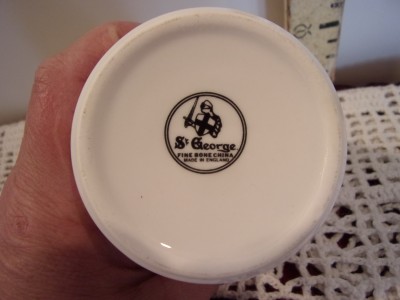 St George
FINE BONE CHINA
MADE IN ENGLAND